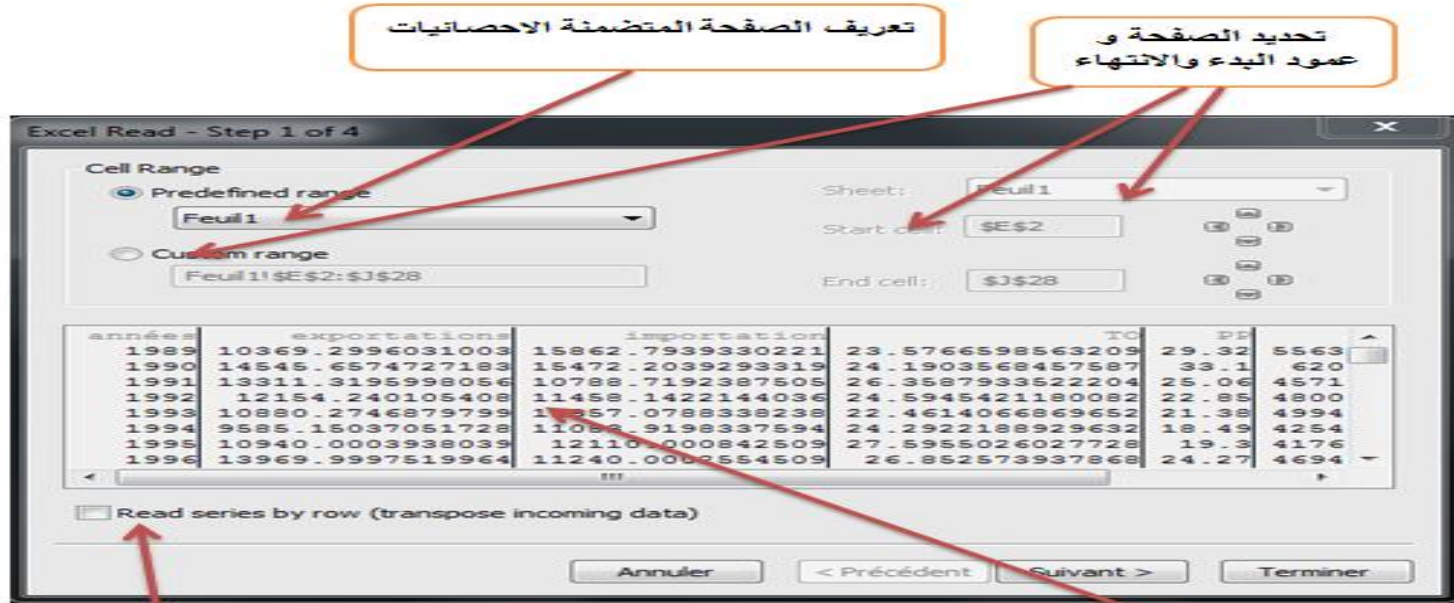 تعريف الصفحة المتضمنة الاحصائيات
تحديد الصفحة و
عمود البدء والانتهاء
Excel Read - Step 1 of 4
Cell Range
Predefined range
Feuil1
Custom range
Feuil1!$E$2:$J$28
Sheet: Feuil1
Start cell: $E$2
End cell: $J$28
années exportations importation TC PP
1989 10369.2996031003 15862.7939330221 23.5766598563209 29.32 5563
1990 14545.6574727183 15472.2039293319 24.1903568457587 33.1 620
1991 13311.3195998056 10788.7192387505 26.3587933522204 25.06 4571
1992 12154.240105408 11458.1422144036 24.5945421180082 22.85 4800
1993 10880.2746879799 57.0788338238 22.4614066869652 21.38 4994
1994 9585.15037051728 24.2922188929632 18.49 4254
1995 10940.0003938039 27.5955026027728 19.3 4176
1996 13969.9997519964 26.852573937868 24.27 4694
Read series by row (transpose incoming data)
Annuler
< Précédent
Suivant >
Terminer